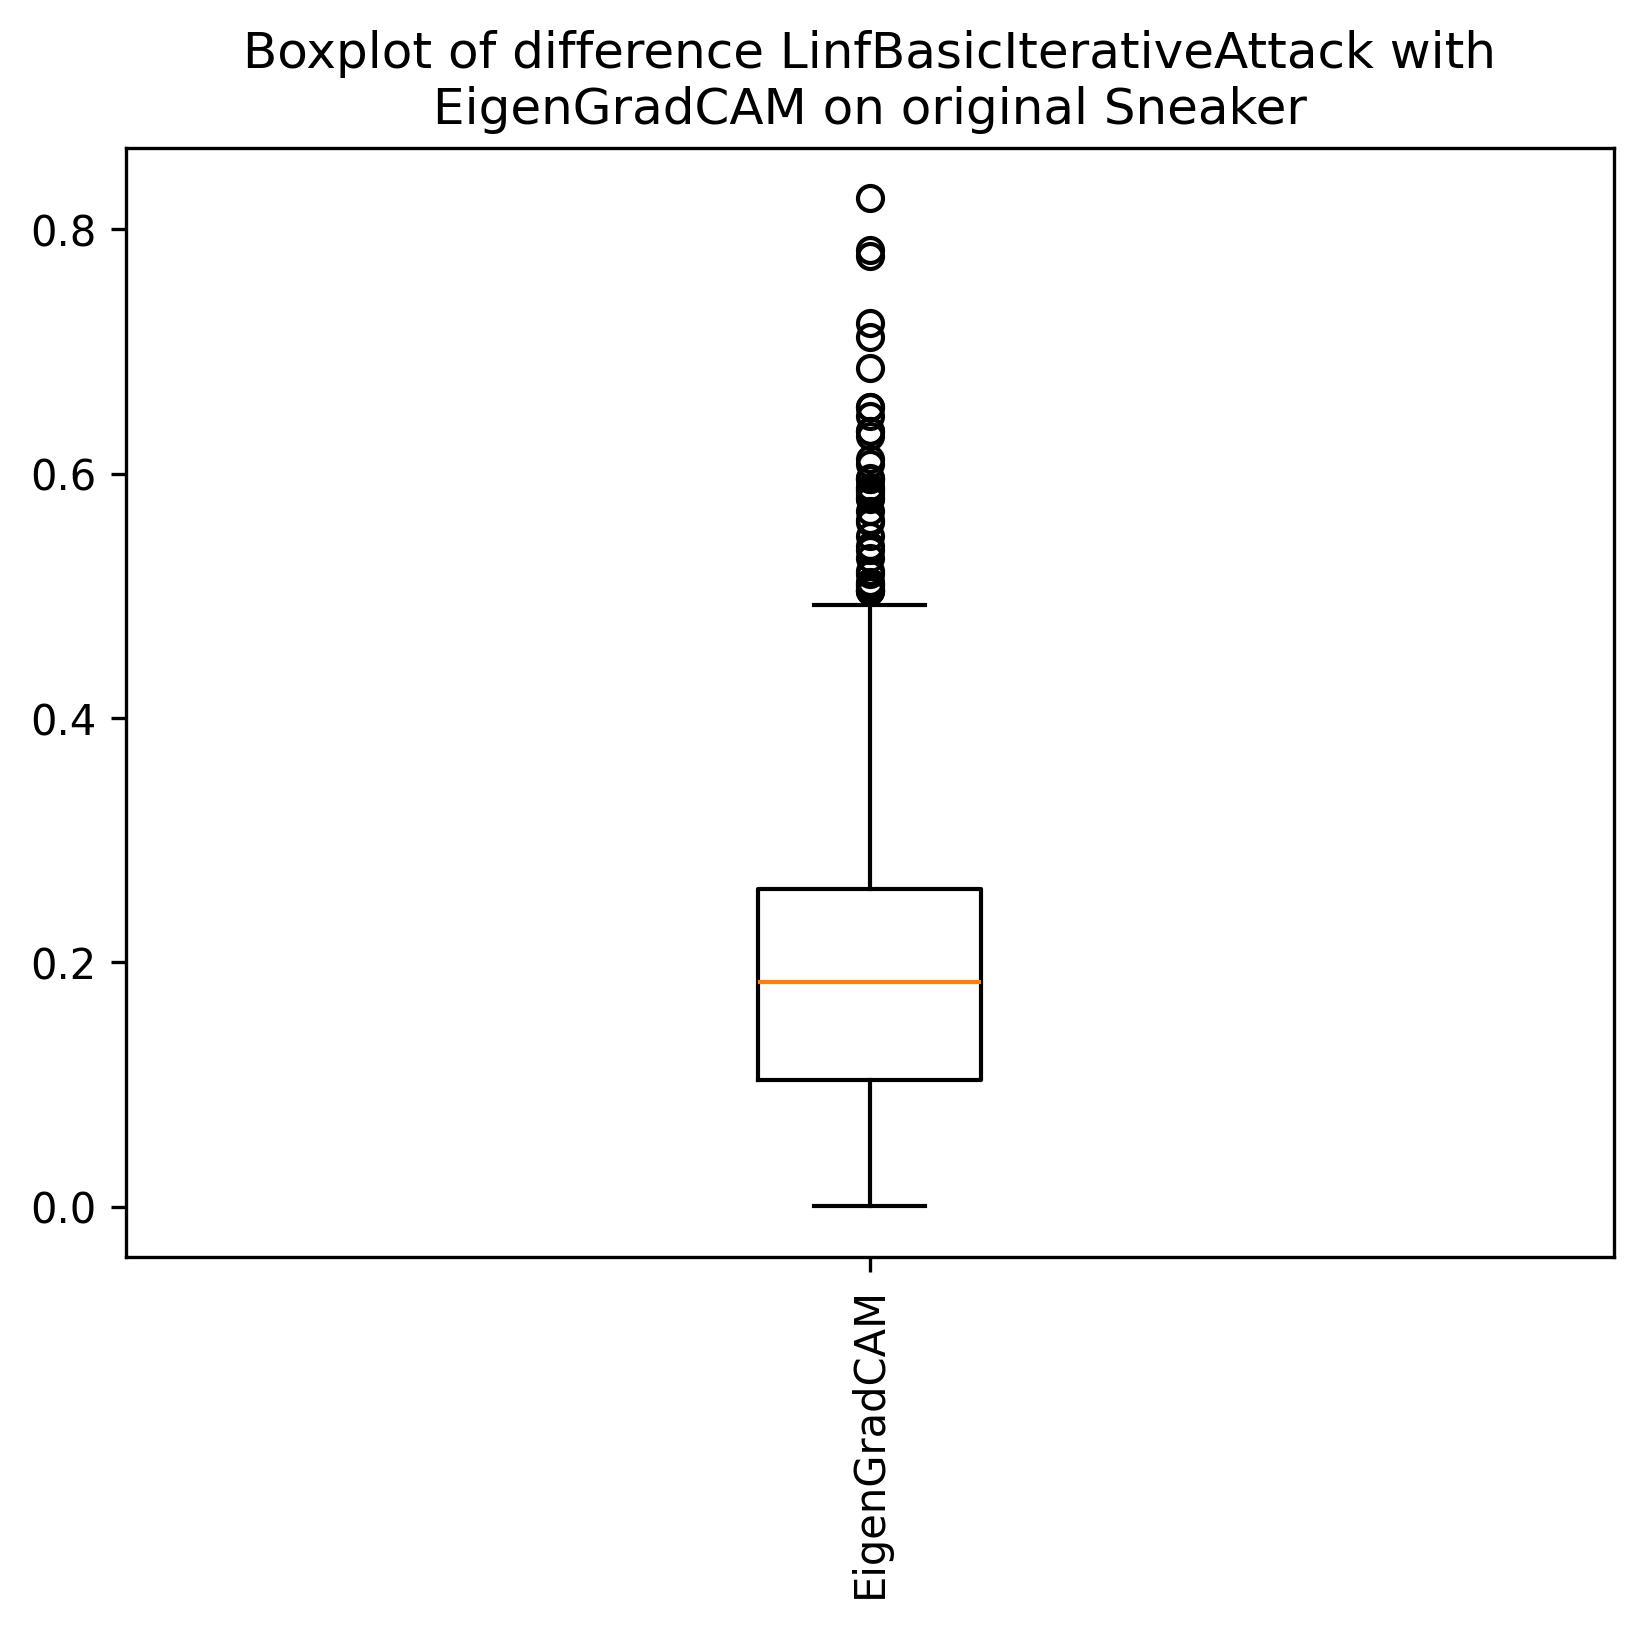 Boxplot of difference LinfBasicIterativeAttack with
EigenGradCAM on original Sneaker
0.8
0.6
0.4
0.2
0.0
EigenGradCAM